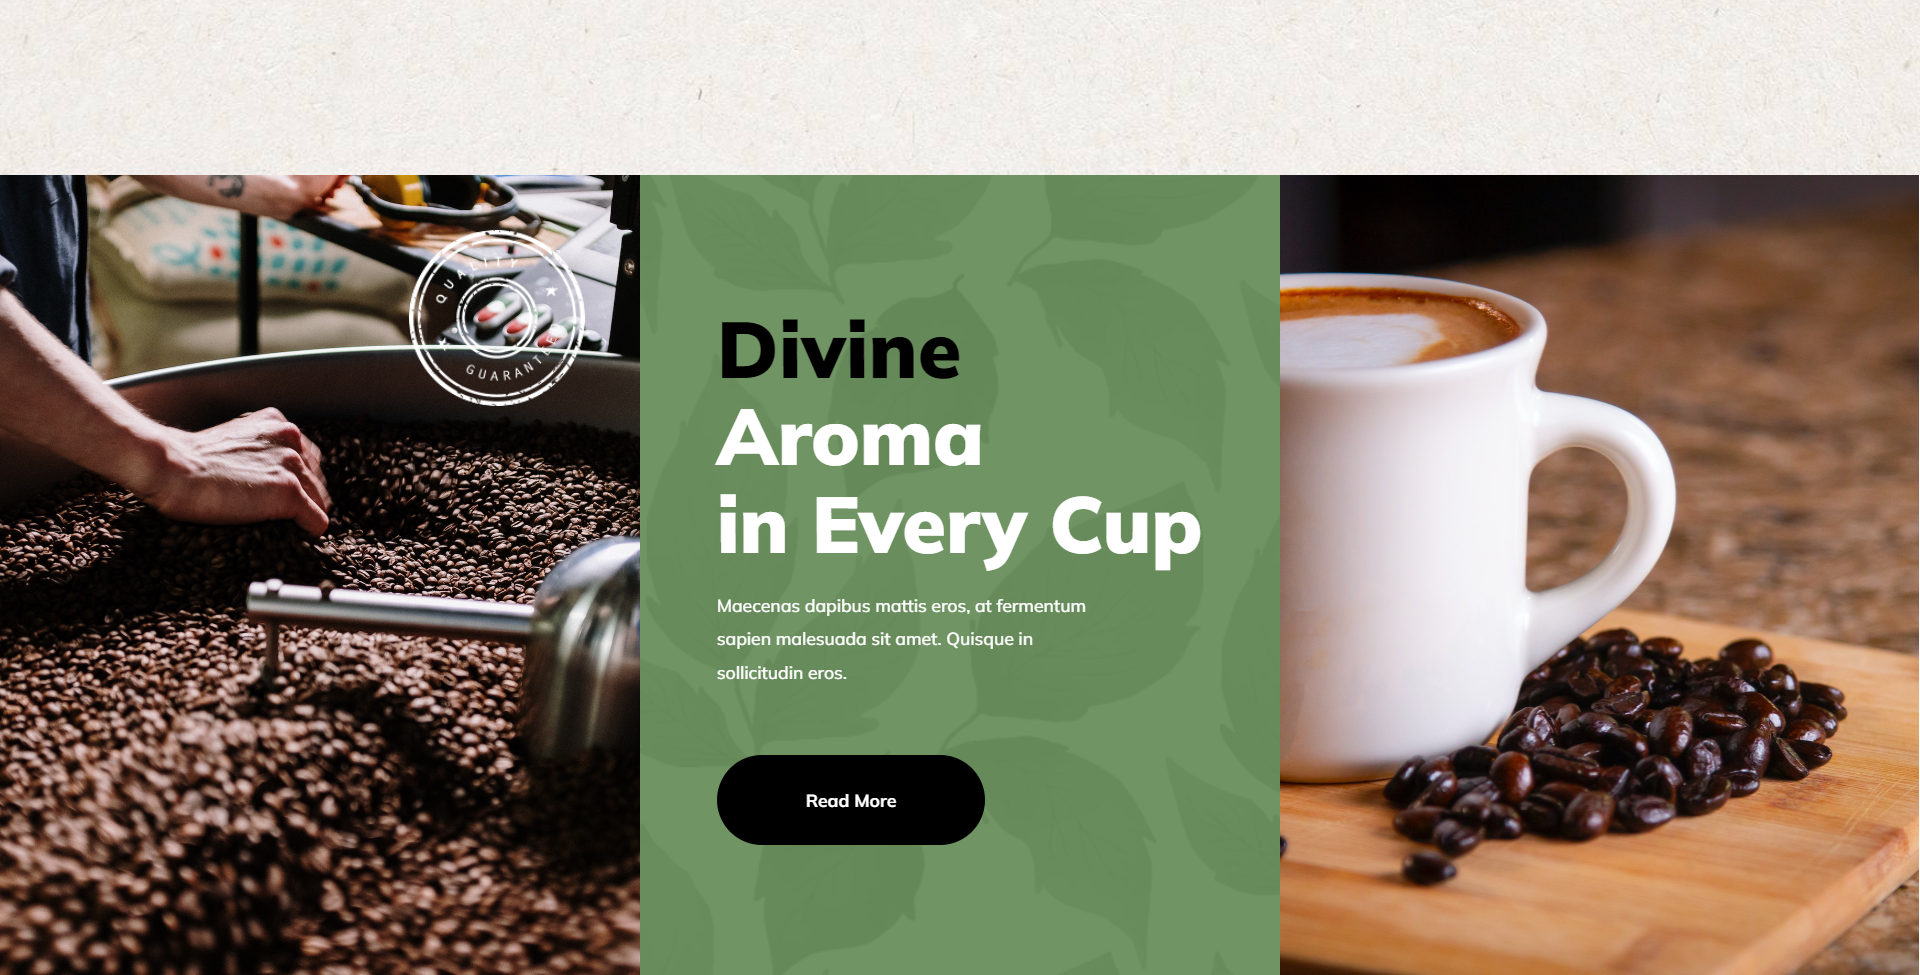 QUALITY
GUARANTEE
Divine
Aroma
in Every Cup
Maecenas dapibus mattis eros, at fermentum
sapien malesuada sit amet. Quisque in
sollicitudin eros.
Read More